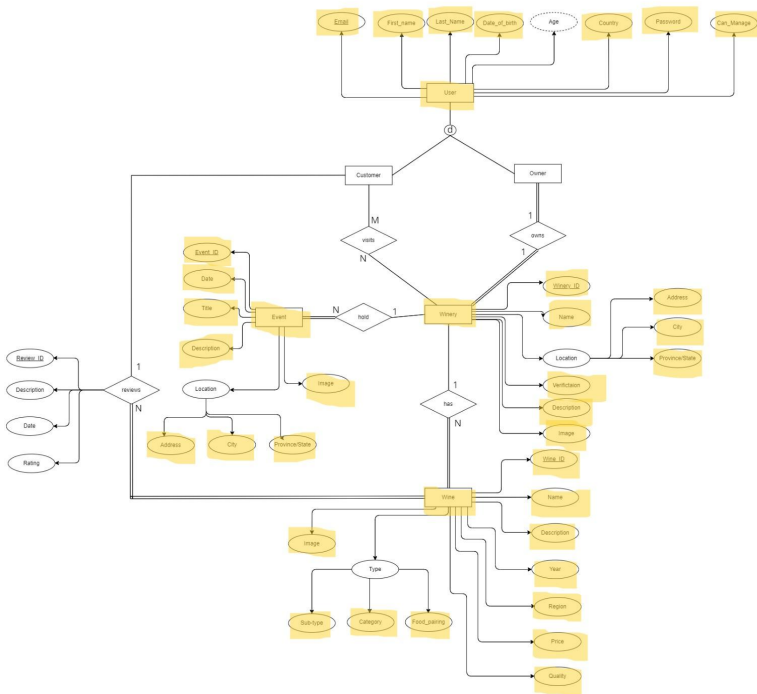 Email
First_name
Last_Name
Date_of_birth
Age
Country
Password
Can_Manage
User
d
Customer
Owner
M
visits
N
1
owns
1
Event_ID
Date
Title
Description
Event
N
hold
1
Winery
Winery_ID
Name
Location
Address
City
Province/State
Verifictaion
Description
Image
Location
Image
Address
City
Province/State
Review_ID
Description
Date
Rating
1
reviews
N
1
has
N
Wine
Wine_ID
Name
Description
Year
Region
Price
Quality
Image
Type
Sub-type
Category
Food_pairing